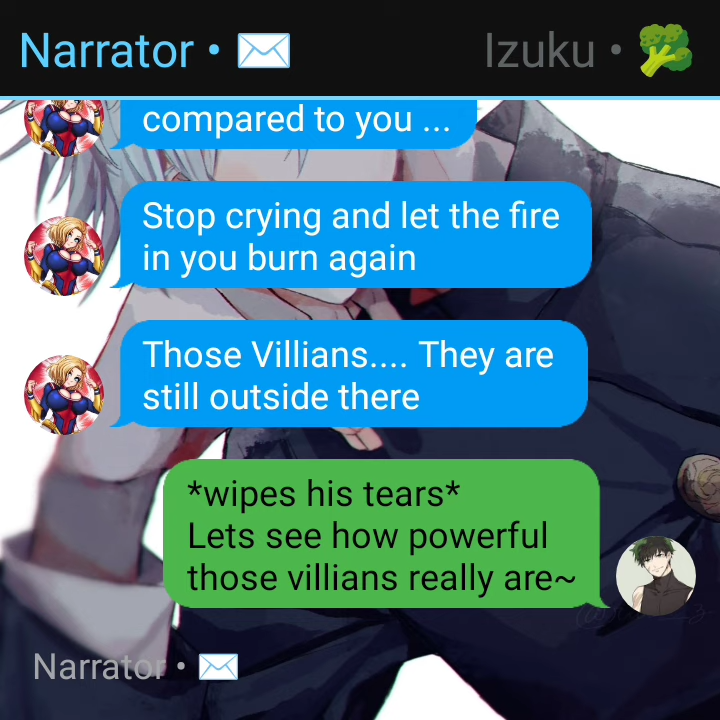 Narrator • ✉️
Izuku • 🥦
compared to you ...
Stop crying and let the fire
in you burn again
Those Villians.... They are
still outside there
*wipes his tears*
Lets see how powerful
those villians really are~
Narrator • ✉️